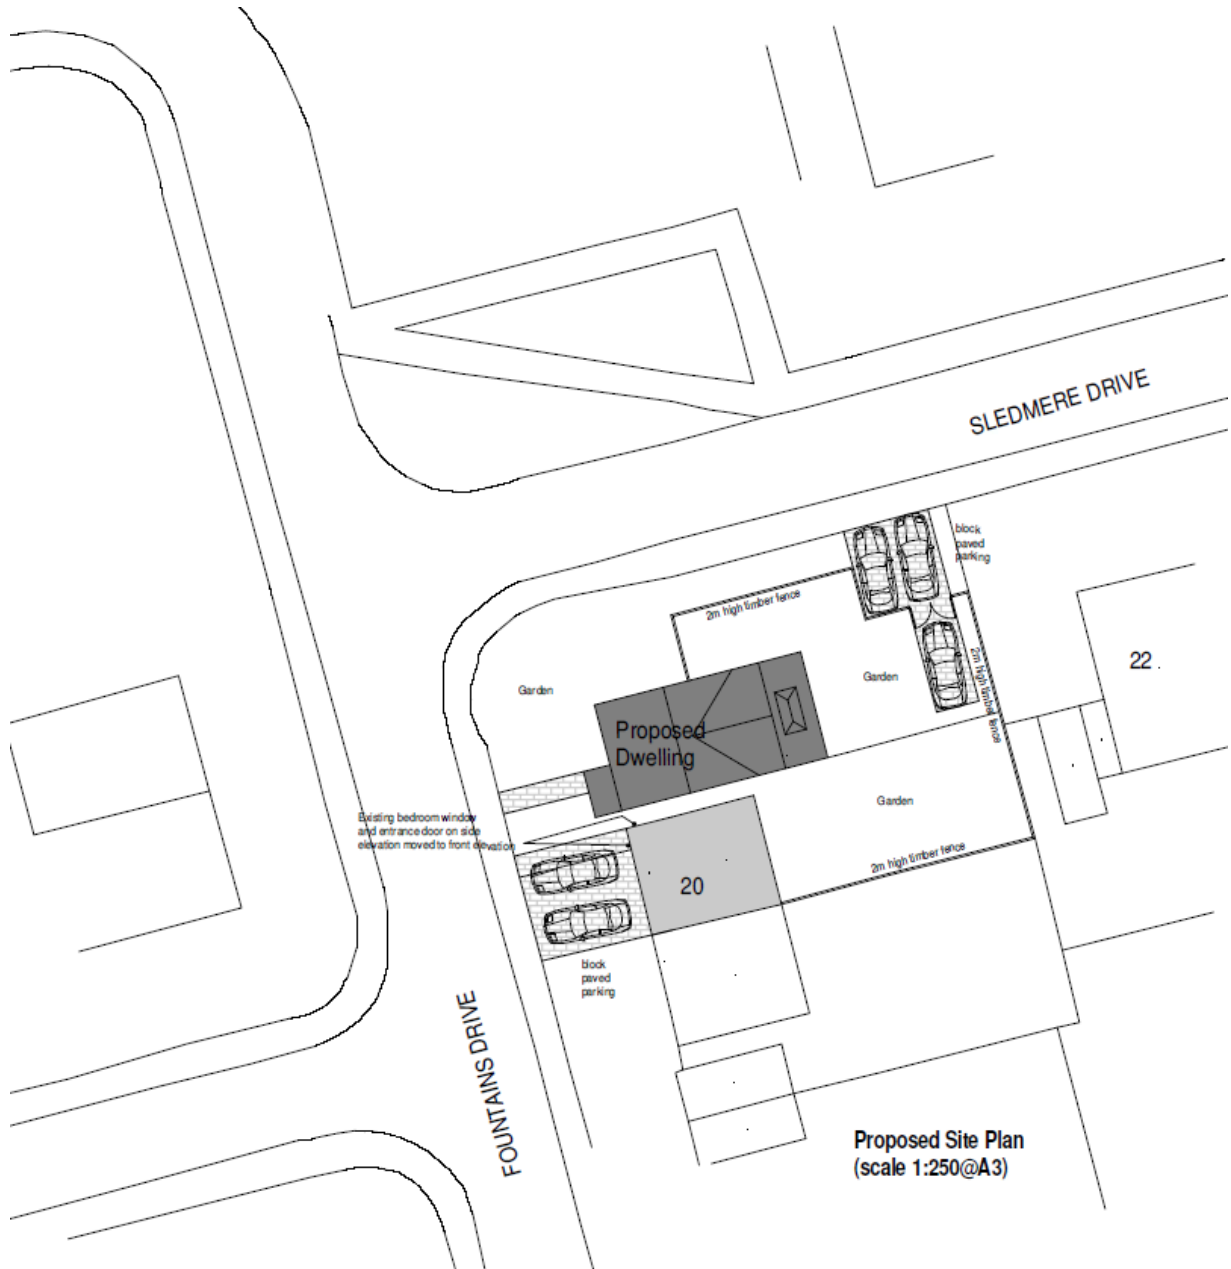 SLEDMERE DRIVE
block
paved
parking
2m high timber fence
22
2m high timber fence
Garden
Garden
Proposed
Dwelling
Garden
Existing bedroom window
and entrance door on side
elevation moved to front elevation
2m high timber fence
20
block
paved
parking
FOUNTAINS DRIVE
Proposed Site Plan
(scale 1:250@A3)